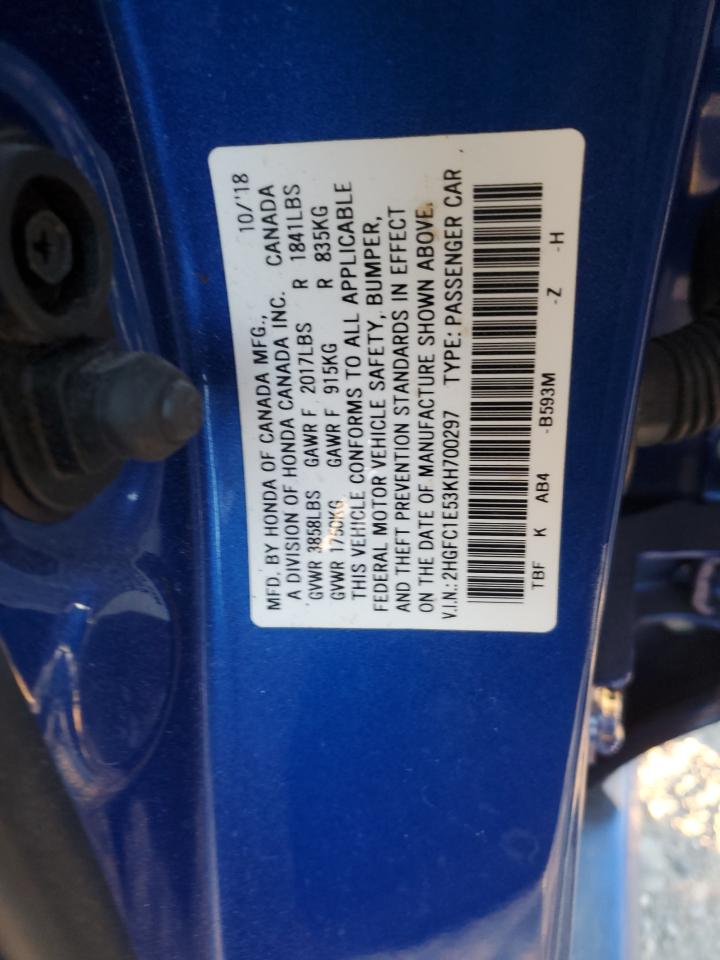 MFD. BY HONDA OF CANADA MFG., 10/'18
A DIVISION OF HONDA CANADA INC. CANADA
GVWR 3858LBS GAWR F 2017LBS R 1841LBS
GVWR 1750KG GAWR F 915KG R 835KG
THIS VEHICLE CONFORMS TO ALL APPLICABLE
FEDERAL MOTOR VEHICLE SAFETY, BUMPER,
AND THEFT PREVENTION STANDARDS IN EFFECT
ON THE DATE OF MANUFACTURE SHOWN ABOVE.
V.I.N.: 2HGFC1E53KH700297 TYPE: PASSENGER CAR
TBF K AB4 -B593M -Z -H